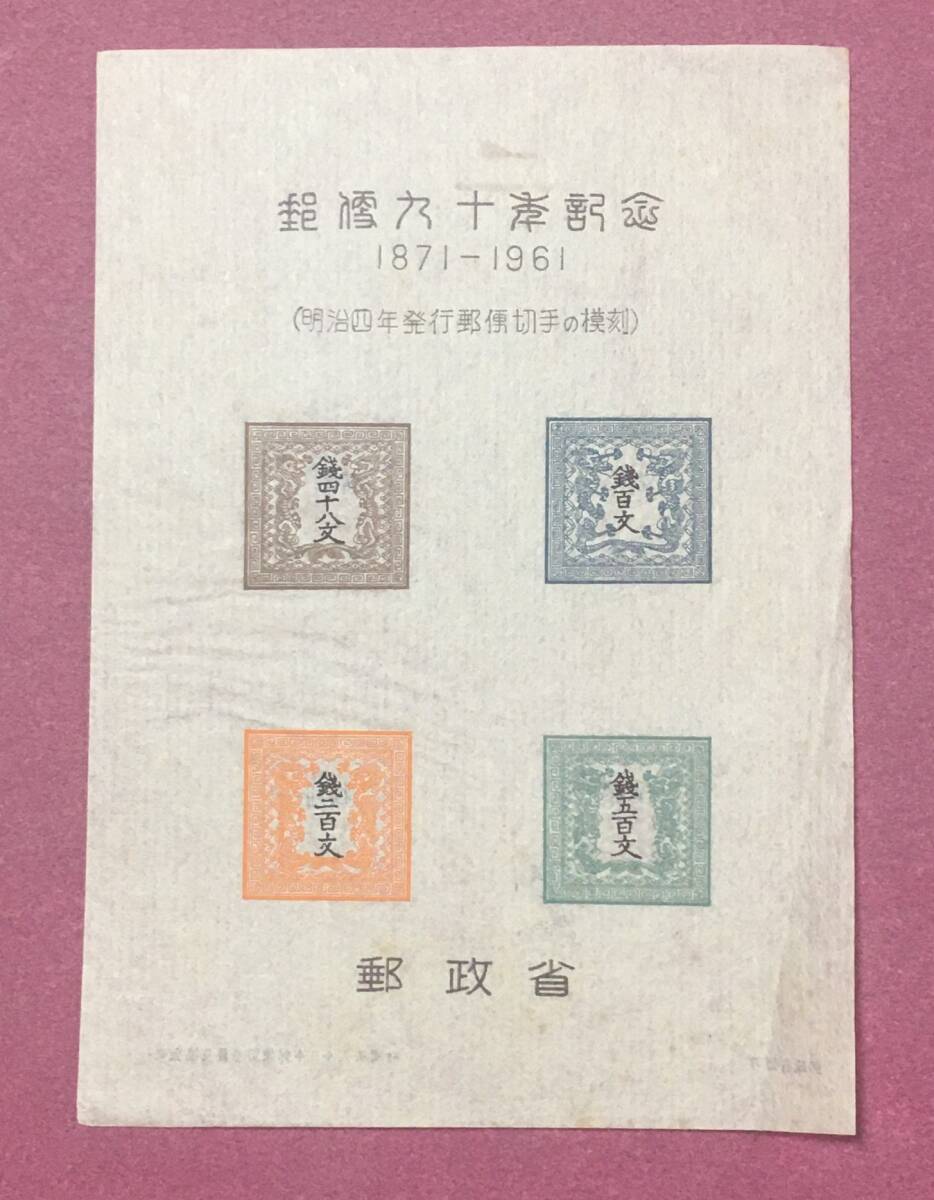 郵便九十年記念
1871-1961
(明治四年発行郵便切手の模刻)
錢四十八文
錢百文
錢二百文
錢五百文
郵政省